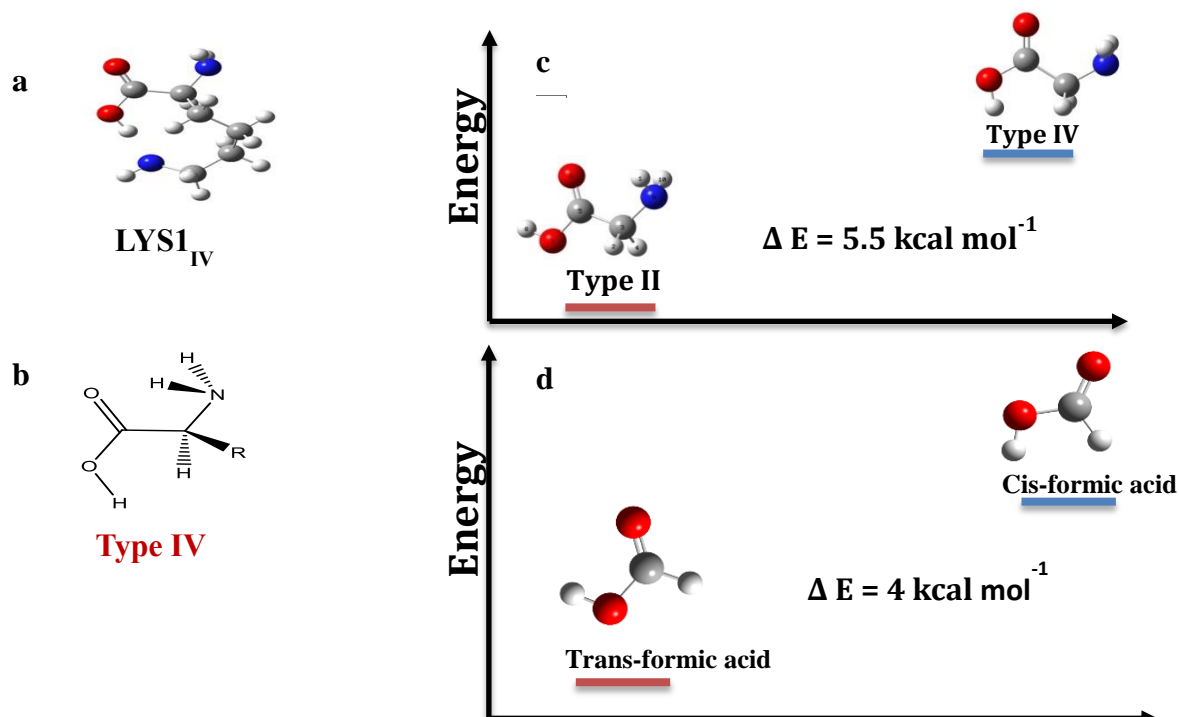 a
LYS1IV
b
H
H
N
O
R
H
O
H
Type IV
c
Energy
Type IV
Type II
Δ E = 5.5 kcal mol-1
d
Energy
Cis-formic acid
Δ E = 4 kcal mol-1
Trans-formic acid